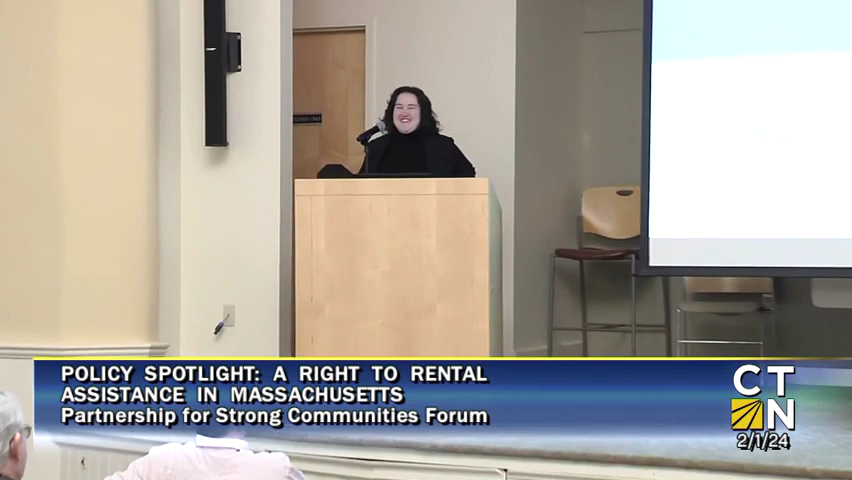 POLICY SPOTLIGHT: A RIGHT TO RENTAL
ASSISTANCE IN MASSACHUSETTS
Partnership for Strong Communities Forum
CT
N
2/1/24